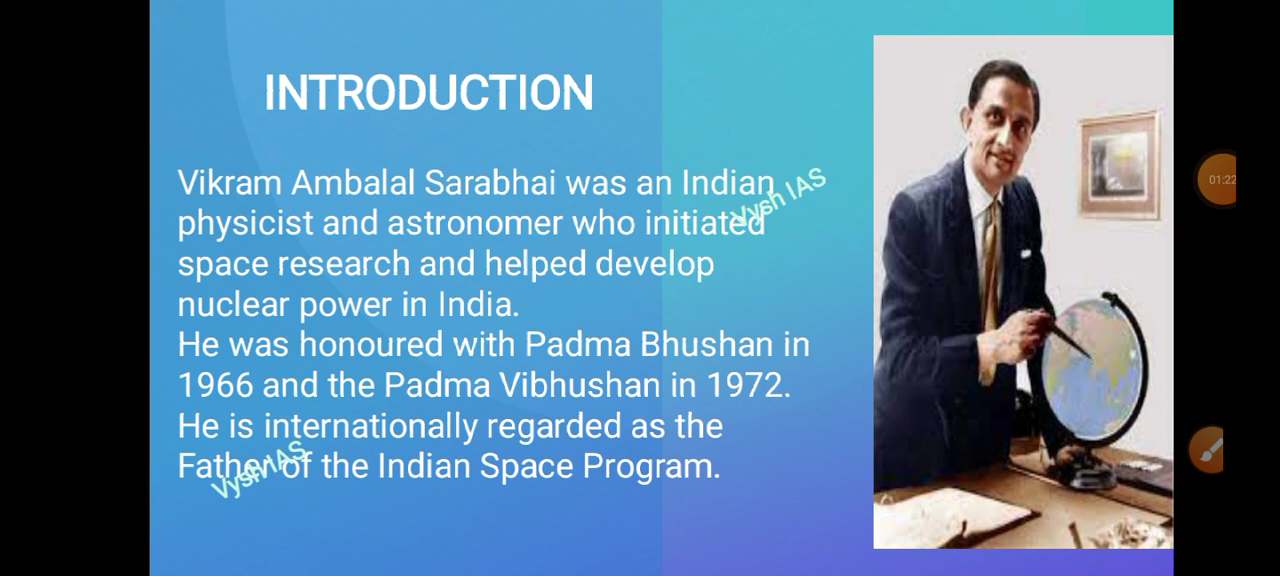 INTRODUCTION
Vikram Ambalal Sarabhai was an Indian
physicist and astronomer who initiated
space research and helped develop
nuclear power in India.
He was honoured with Padma Bhushan in
1966 and the Padma Vibhushan in 1972.
He is internationally regarded as the
Father of the Indian Space Program.
Vysh IAS
Vysh IAS
01:22